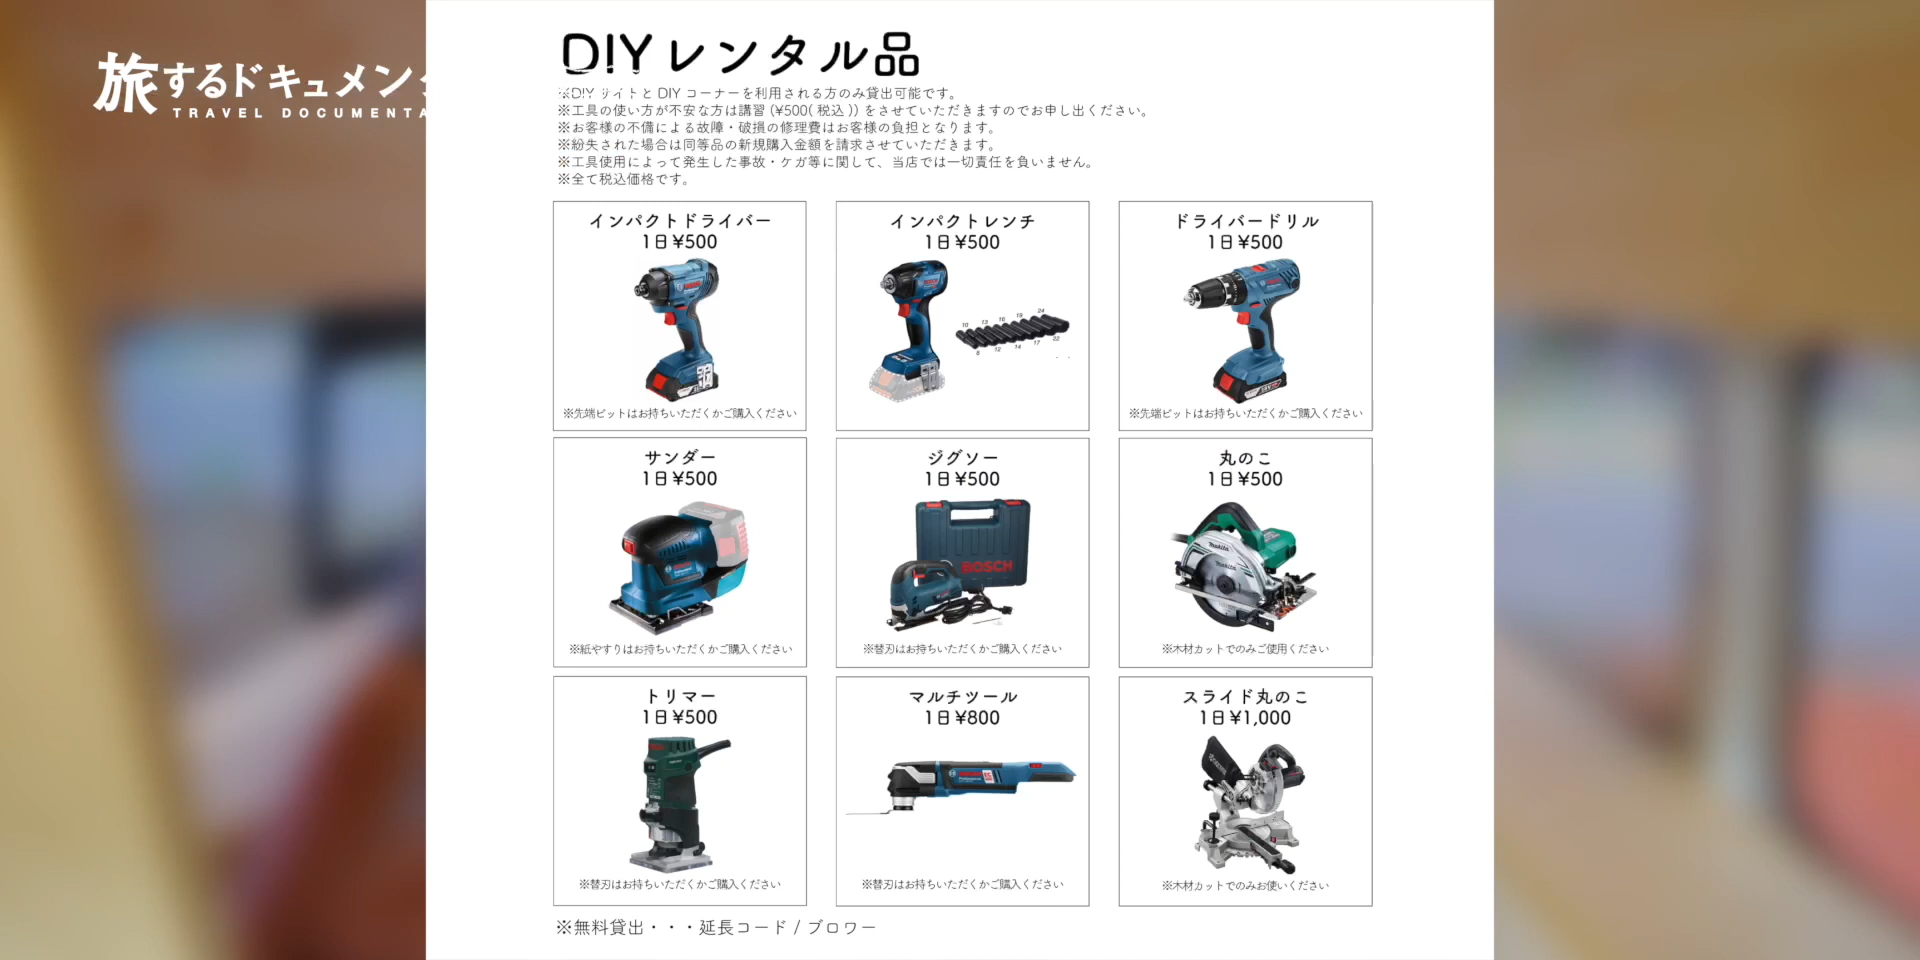 旅するドキュメンタ
TRAVEL DOCUMENTA
DIYレンタル品
※DIY サイトと DIY コーナーを利用される方のみ貸出可能です。
※工具の使い方が不安な方は講習 (¥500( 税込 )) をさせていただきますのでお申し出ください。
※お客様の不備による故障・破損の修理費はお客様の負担となります。
※紛失された場合は同等品の新規購入金額を請求させていただきます。
※工具使用によって発生した事故・ケガ等に関して、当店では一切責任を負いません。
※全て税込価格です。
インパクトドライバー
1日¥500
※先端ビットはお持ちいただくかご購入ください
インパクトレンチ
1日¥500
10 13 16 19 24
8 12 14 17 22
ドライバードリル
1日¥500
※先端ビットはお持ちいただくかご購入ください
サンダー
1日¥500
※紙やすりはお持ちいただくかご購入ください
ジグソー
1日¥500
BOSCH
※替刃はお持ちいただくかご購入ください
丸のこ
1日¥500
makita
makita
※木材カットでのみご使用ください
トリマー
1日¥500
※替刃はお持ちいただくかご購入ください
マルチツール
1日¥800
※替刃はお持ちいただくかご購入ください
スライド丸のこ
1日¥1,000
※木材カットでのみお使いください
※無料貸出・・・延長コード / ブロワー